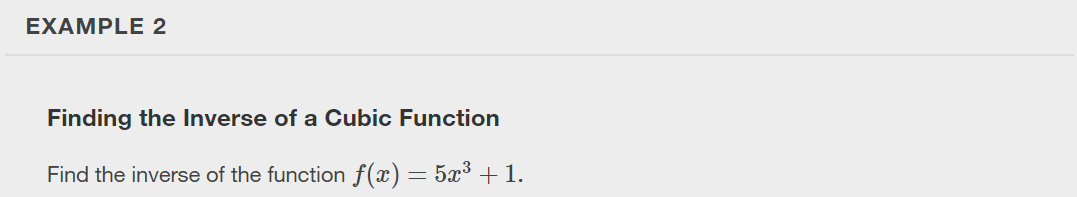 EXAMPLE 2
Finding the Inverse of a Cubic Function
Find the inverse of the function f(x) = 5x³ + 1.